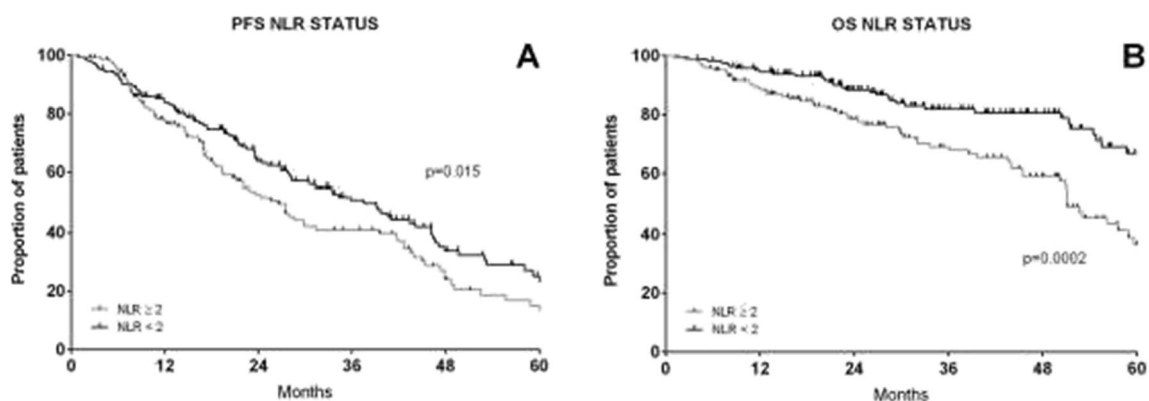 PFS NLR STATUS
A
Proportion of patients
100
80
60
40
20
0
p=0.015
NLR ≥ 2
NLR < 2
0 12 24 36 48 60
Months
OS NLR STATUS
B
Proportion of patients
100
80
60
40
20
0
p=0.0002
NLR ≥ 2
NLR < 2
0 12 24 36 48 60
Months